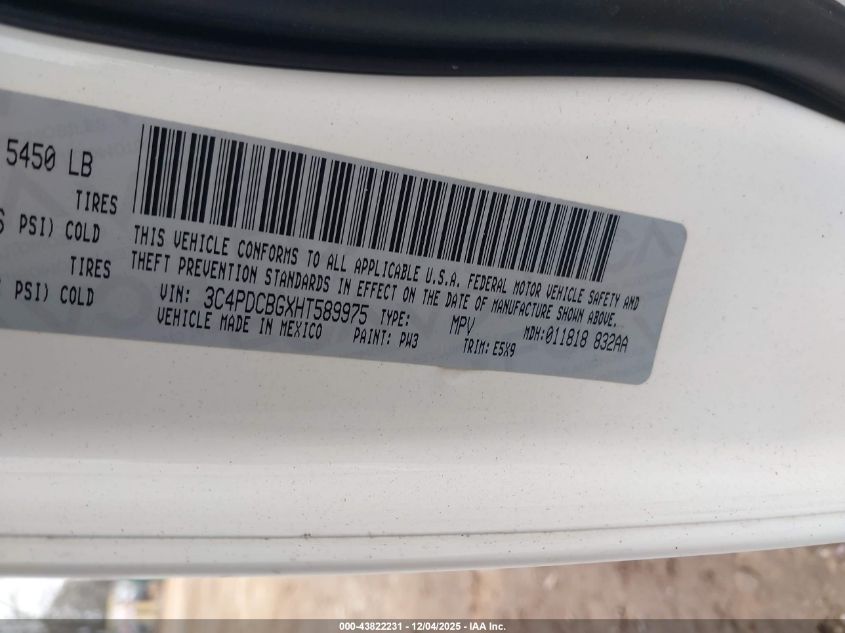 5450 LB
TIRES
PSI) COLD
TIRES
PSI) COLD
THIS VEHICLE CONFORMS TO ALL APPLICABLE U.S.A. FEDERAL MOTOR VEHICLE SAFETY AND
THEFT PREVENTION STANDARDS IN EFFECT ON THE DATE OF MANUFACTURE SHOWN ABOVE.
VIN: 3C4PDCBGXHT589975 TYPE: MPV MDH:011818 832AA
VEHICLE MADE IN MEXICO PAINT: PW3 TRIM: E5X9
000-43822231 - 12/04/2025 - IAA Inc.